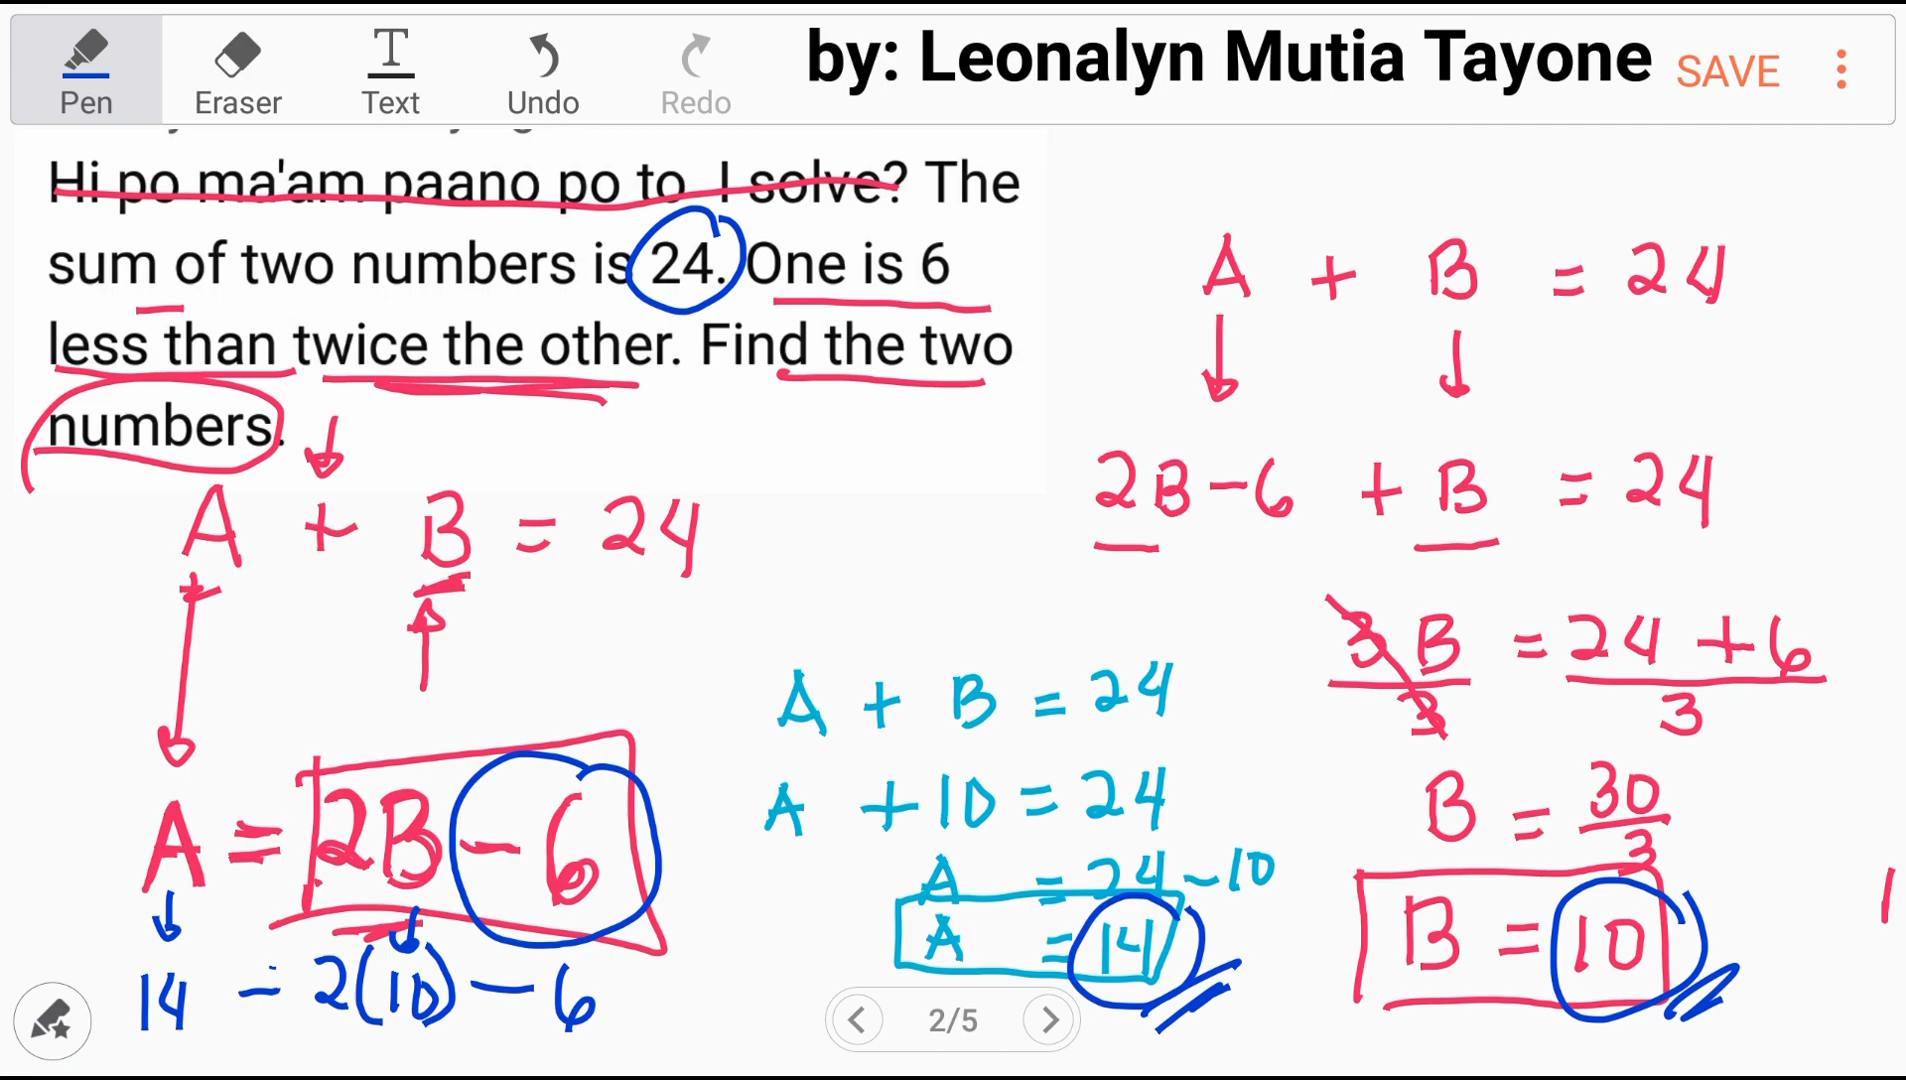 Pen
Eraser
T
Text
Undo
Redo
by: Leonalyn Mutia Tayone
SAVE
Hi po ma'am paano po to I solve? The
sum of two numbers is 24. One is 6
less than twice the other. Find the two
numbers.
A + B = 24
A = 2B - 6
14 = 2(10) - 6
A + B = 24
A + 10 = 24
A = 24 - 10
A = 14
A + B = 24
2B - 6 + B = 24
3B = 24 + 6
3 3
B = 30
3
B = 10
1
2/5